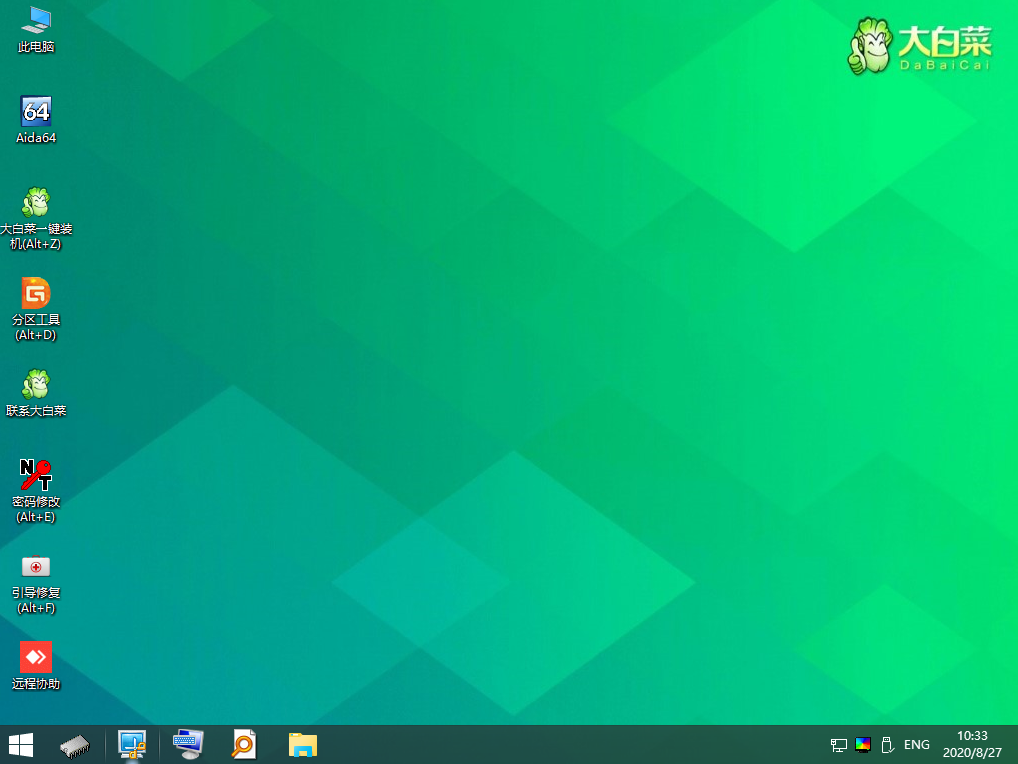 此电脑
64
Aida64
大白菜一键装
机(Alt+Z)
分区工具
(Alt+D)
联系大白菜
NT
密码修改
(Alt+E)
引导修复
(Alt+F)
远程协助
大白菜
DaBaiCai
ENG
10:33
2020/8/27